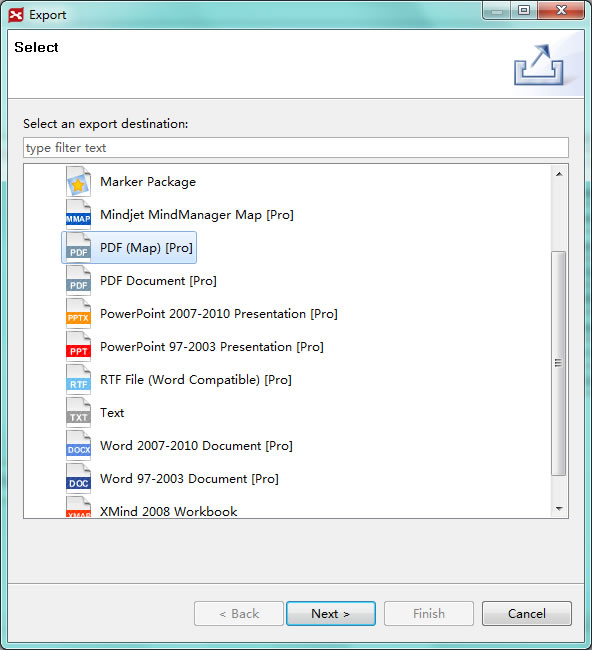 Export
Select
Select an export destination:
type filter text
Marker Package
MMAP Mindjet MindManager Map [Pro]
PDF PDF (Map) [Pro]
PDF PDF Document [Pro]
PPTX PowerPoint 2007-2010 Presentation [Pro]
PPT PowerPoint 97-2003 Presentation [Pro]
RTF RTF File (Word Compatible) [Pro]
TXT Text
DOCX Word 2007-2010 Document [Pro]
DOC Word 97-2003 Document [Pro]
XMAP XMind 2008 Workbook
< Back Next > Finish Cancel